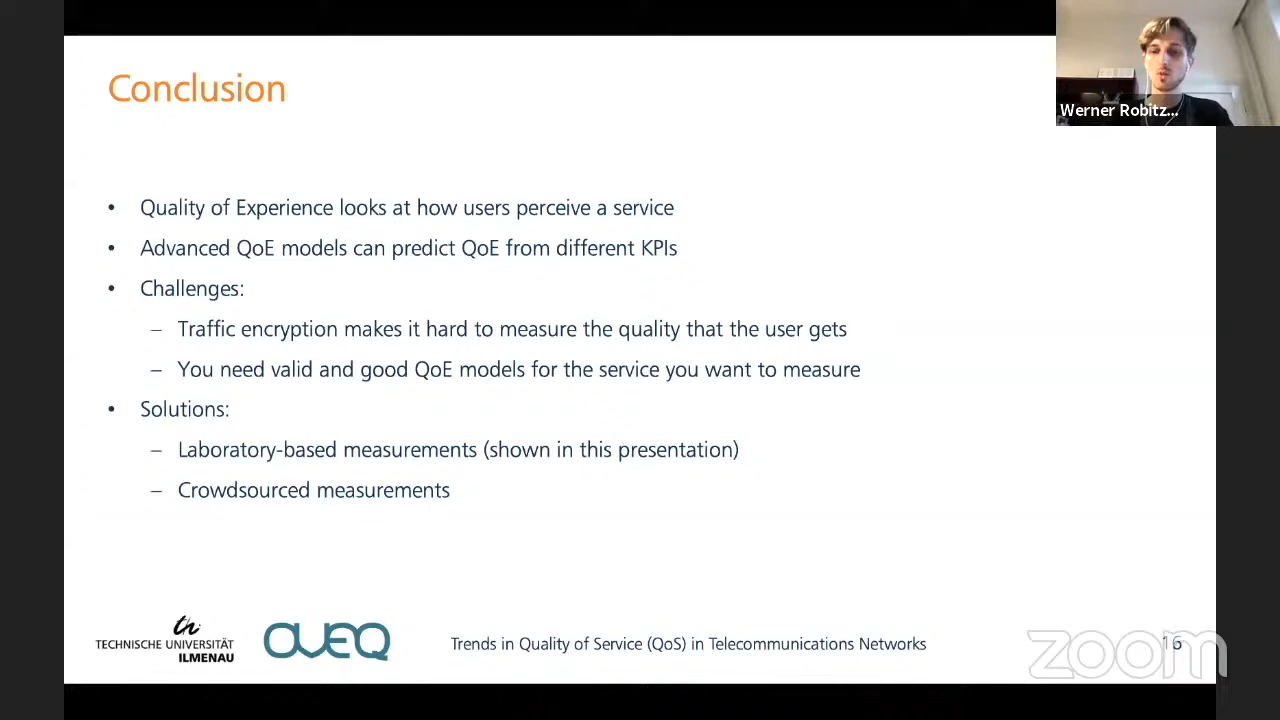 Conclusion
Werner Robitz...
• Quality of Experience looks at how users perceive a service
• Advanced QoE models can predict QoE from different KPIs
• Challenges:
– Traffic encryption makes it hard to measure the quality that the user gets
– You need valid and good QoE models for the service you want to measure
• Solutions:
– Laboratory-based measurements (shown in this presentation)
– Crowdsourced measurements
th
TECHNISCHE UNIVERSITÄT
ILMENAU
AVEQ
Trends in Quality of Service (QoS) in Telecommunications Networks
16
zoom